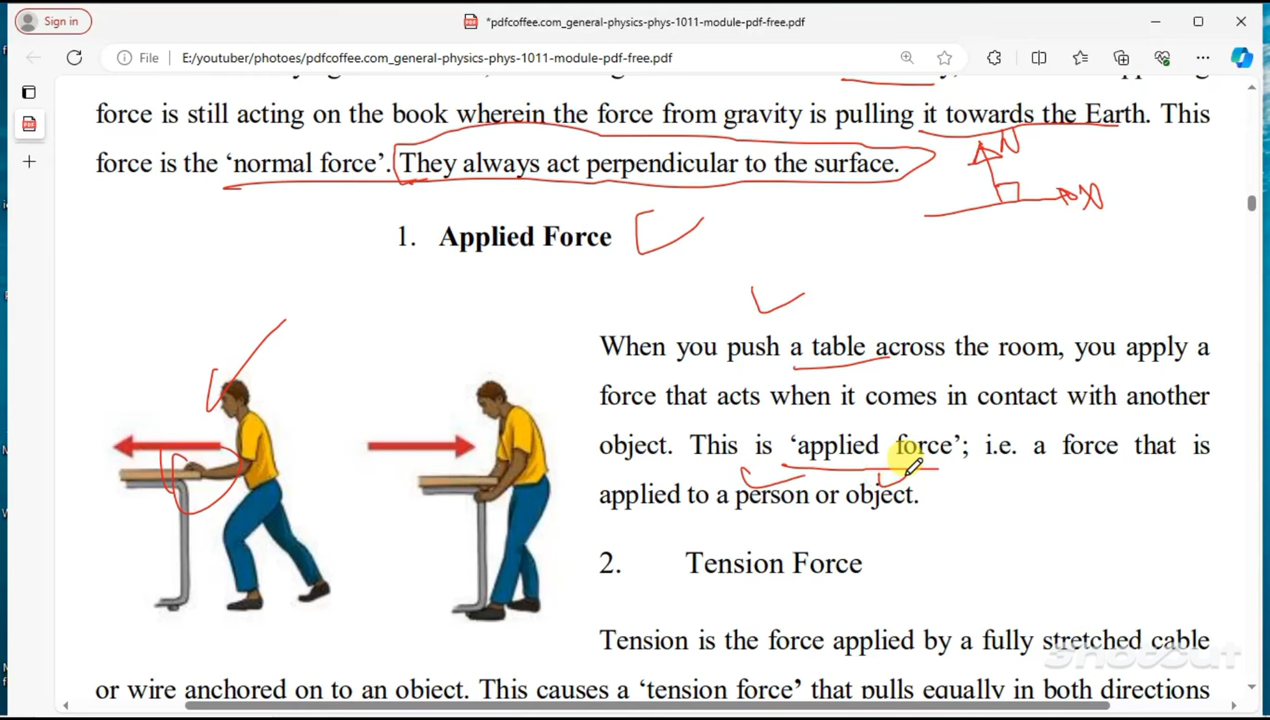 Sign in
*pdfcoffee.com_general-physics-phys-1011-module-pdf-free.pdf
File
E:/youtuber/photoes/pdfcoffee.com_general-physics-phys-1011-module-pdf-free.pdf
force is still acting on the book wherein the force from gravity is pulling it towards the Earth. This
N
force is the ‘normal force’. They always act perpendicular to the surface.
1. Applied Force
When you push a table across the room, you apply a
force that acts when it comes in contact with another
object. This is ‘applied force’; i.e. a force that is
applied to a person or object.
2. Tension Force
Tension is the force applied by a fully stretched cable
or wire anchored on to an object. This causes a ‘tension force’ that pulls equally in both directions
shotcut